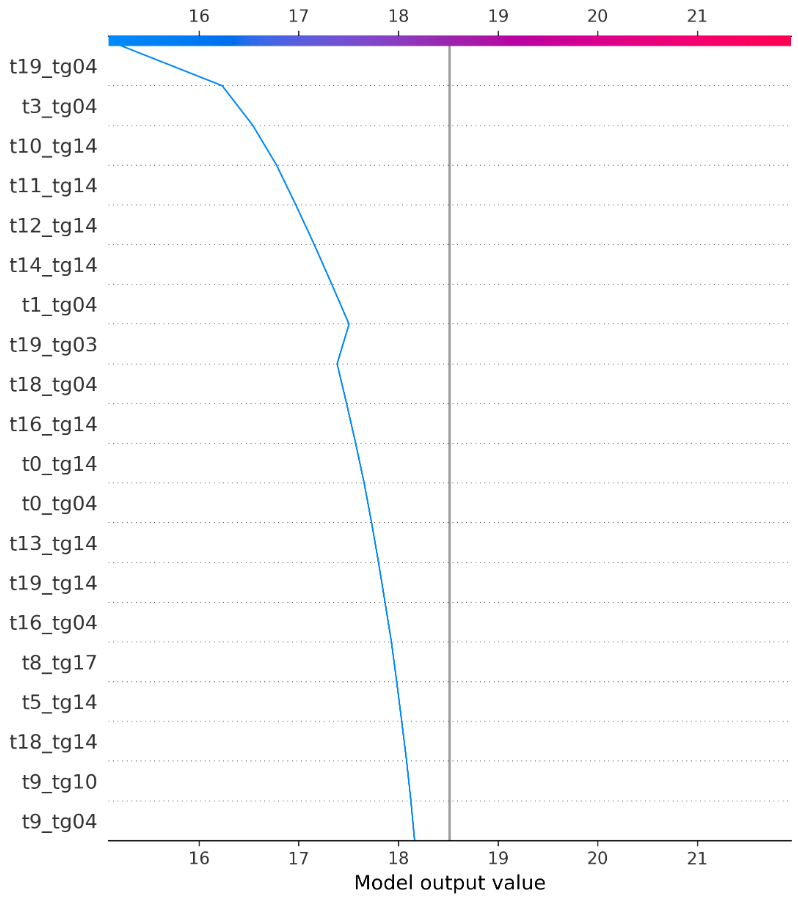 16 17 18 19 20 21
t19_tg04
t3_tg04
t10_tg14
t11_tg14
t12_tg14
t14_tg14
t1_tg04
t19_tg03
t18_tg04
t16_tg14
t0_tg14
t0_tg04
t13_tg14
t19_tg14
t16_tg04
t8_tg17
t5_tg14
t18_tg14
t9_tg10
t9_tg04
16 17 18 19 20 21
Model output value